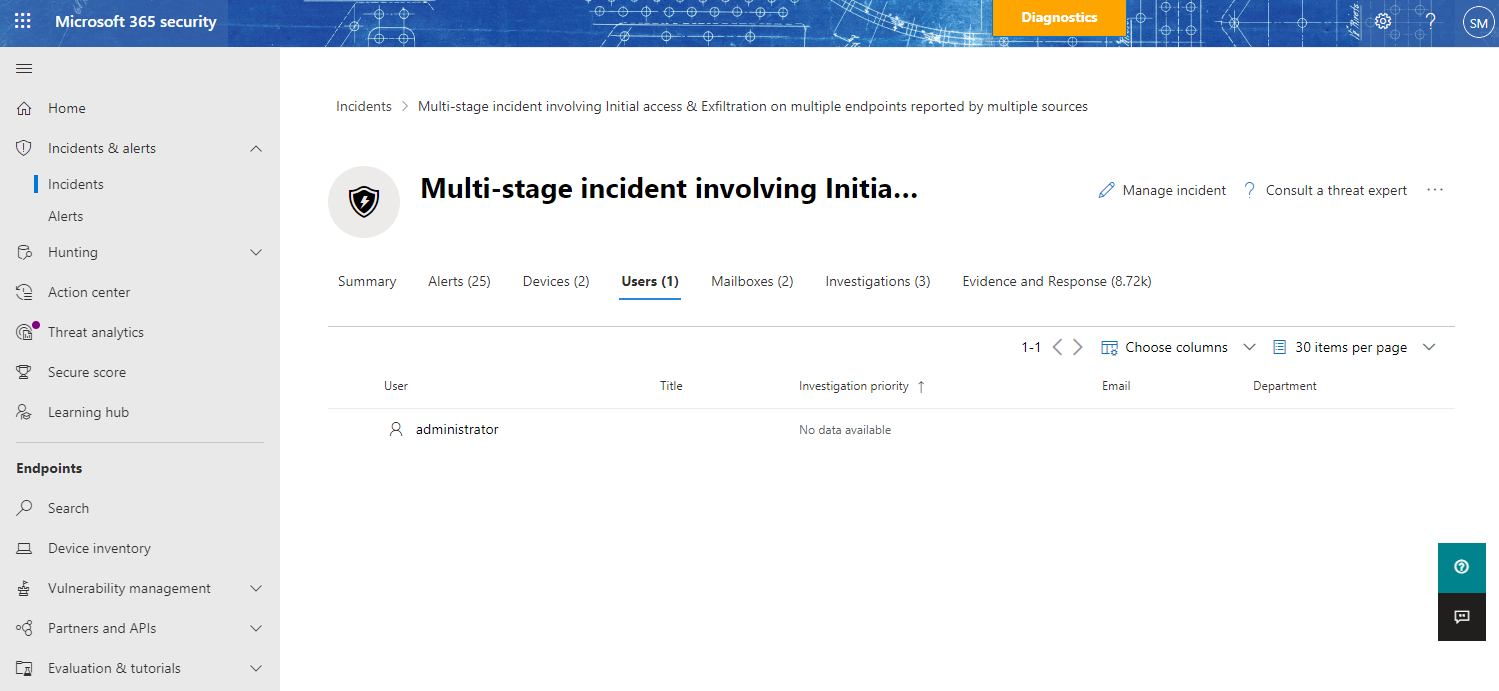 Microsoft 365 security
Diagnostics
SM
Home
Incidents & alerts
Incidents
Alerts
Hunting
Action center
Threat analytics
Secure score
Learning hub
Endpoints
Search
Device inventory
Vulnerability management
Partners and APIs
Evaluation & tutorials
Incidents > Multi-stage incident involving Initial access & Exfiltration on multiple endpoints reported by multiple sources
Multi-stage incident involving Initia...
Manage incident ? Consult a threat expert ...
Summary Alerts (25) Devices (2) Users (1) Mailboxes (2) Investigations (3) Evidence and Response (8.72k)
1-1 Choose columns 30 items per page
User Title Investigation priority ↑ Email Department
administrator No data available